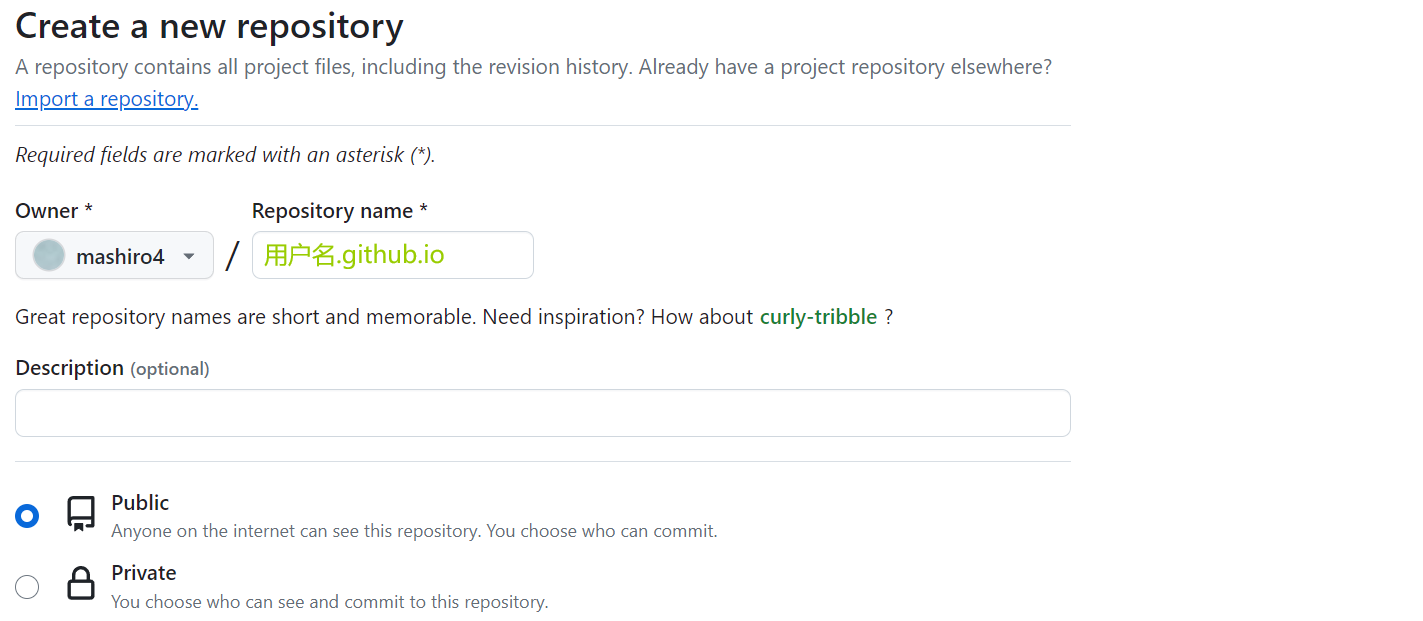 Create a new repository
A repository contains all project files, including the revision history. Already have a project repository elsewhere?
Import a repository.
Required fields are marked with an asterisk (*).
Owner * Repository name *
mashiro4 / 用户名.github.io
Great repository names are short and memorable. Need inspiration? How about curly-tribble ?
Description (optional)
Public
Anyone on the internet can see this repository. You choose who can commit.
Private
You choose who can see and commit to this repository.